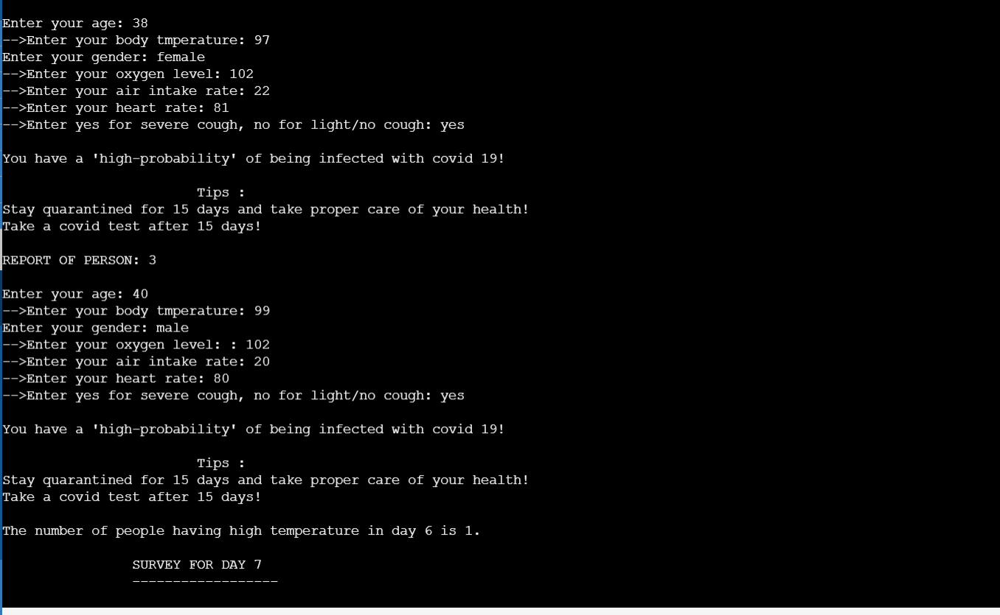 Enter your age: 38
-->Enter your body tmperature: 97
Enter your gender: female
-->Enter your oxygen level: 102
-->Enter your air intake rate: 22
-->Enter your heart rate: 81
-->Enter yes for severe cough, no for light/no cough: yes
You have a 'high-probability' of being infected with covid 19!
Tips :
Stay quarantined for 15 days and take proper care of your health!
Take a covid test after 15 days!
REPORT OF PERSON: 3
Enter your age: 40
-->Enter your body tmperature: 99
Enter your gender: male
-->Enter your oxygen level: : 102
-->Enter your air intake rate: 20
-->Enter your heart rate: 80
-->Enter yes for severe cough, no for light/no cough: yes
You have a 'high-probability' of being infected with covid 19!
Tips :
Stay quarantined for 15 days and take proper care of your health!
Take a covid test after 15 days!
The number of people having high temperature in day 6 is 1.
SURVEY FOR DAY 7
------------------